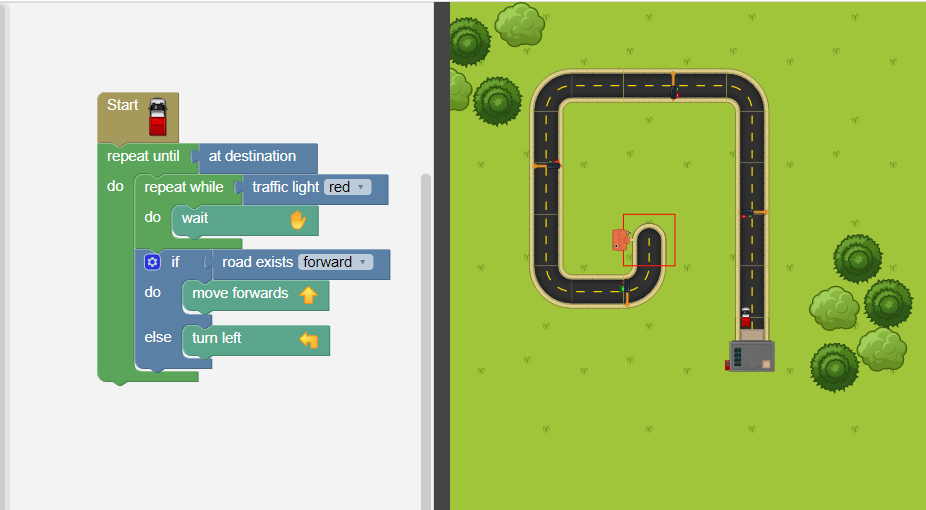 Start
repeat until at destination
do repeat while traffic light red
do wait
if road exists forward
do move forwards
else turn left